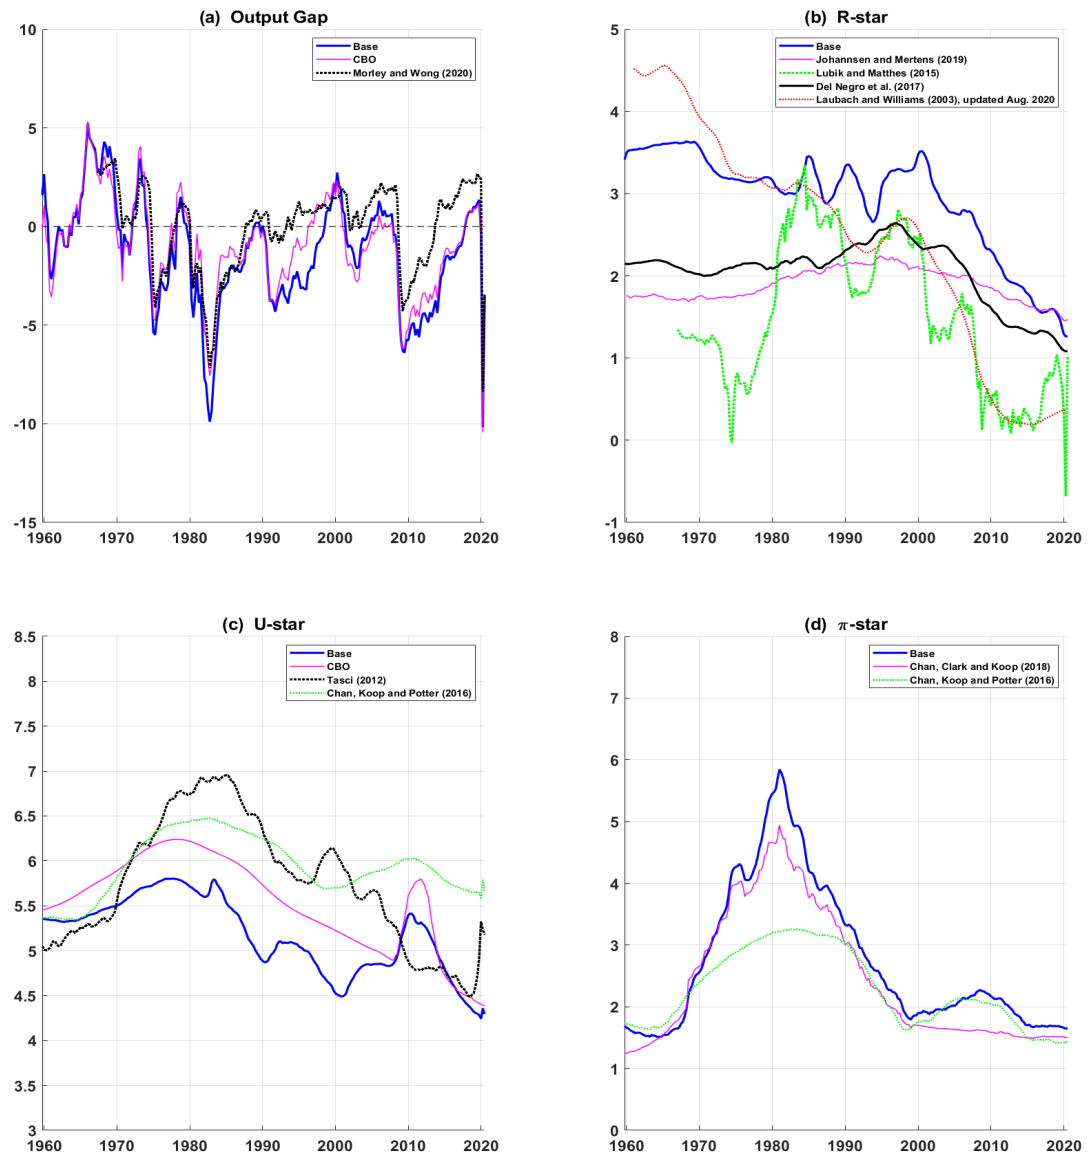 (a) Output Gap
10
5
0
-5
-10
-15
1960 1970 1980 1990 2000 2010 2020
Base
CBO
Morley and Wong (2020)
(b) R-star
5
4
3
2
1
0
-1
1960 1970 1980 1990 2000 2010 2020
Base
Johannsen and Mertens (2019)
Lubik and Matthes (2015)
Del Negro et al. (2017)
Laubach and Williams (2003), updated Aug. 2020
(c) U-star
8.5
8
7.5
7
6.5
6
5.5
5
4.5
4
3.5
3
1960 1970 1980 1990 2000 2010 2020
Base
CBO
Tasci (2012)
Chan, Koop and Potter (2016)
(d) π-star
8
7
6
5
4
3
2
1
0
1960 1970 1980 1990 2000 2010 2020
Base
Chan, Clark and Koop (2018)
Chan, Koop and Potter (2016)